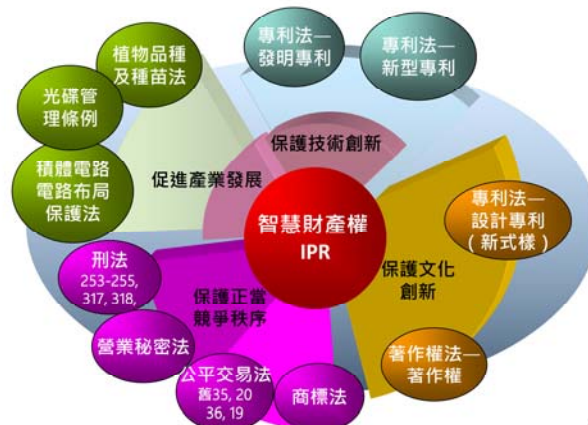 植物品種
及種苗法
專利法—
發明專利
專利法—
新型專利
光碟管
理條例
保護技術創新
積體電路
電路布局
保護法
促進產業發展
智慧財產權
IPR
專利法—
設計專利
（新式樣）
刑法
253-255,
317, 318,
保護正當
競爭秩序
保護文化
創新
營業秘密法
公平交易法
舊35, 20
36, 19
商標法
著作權法—
著作權